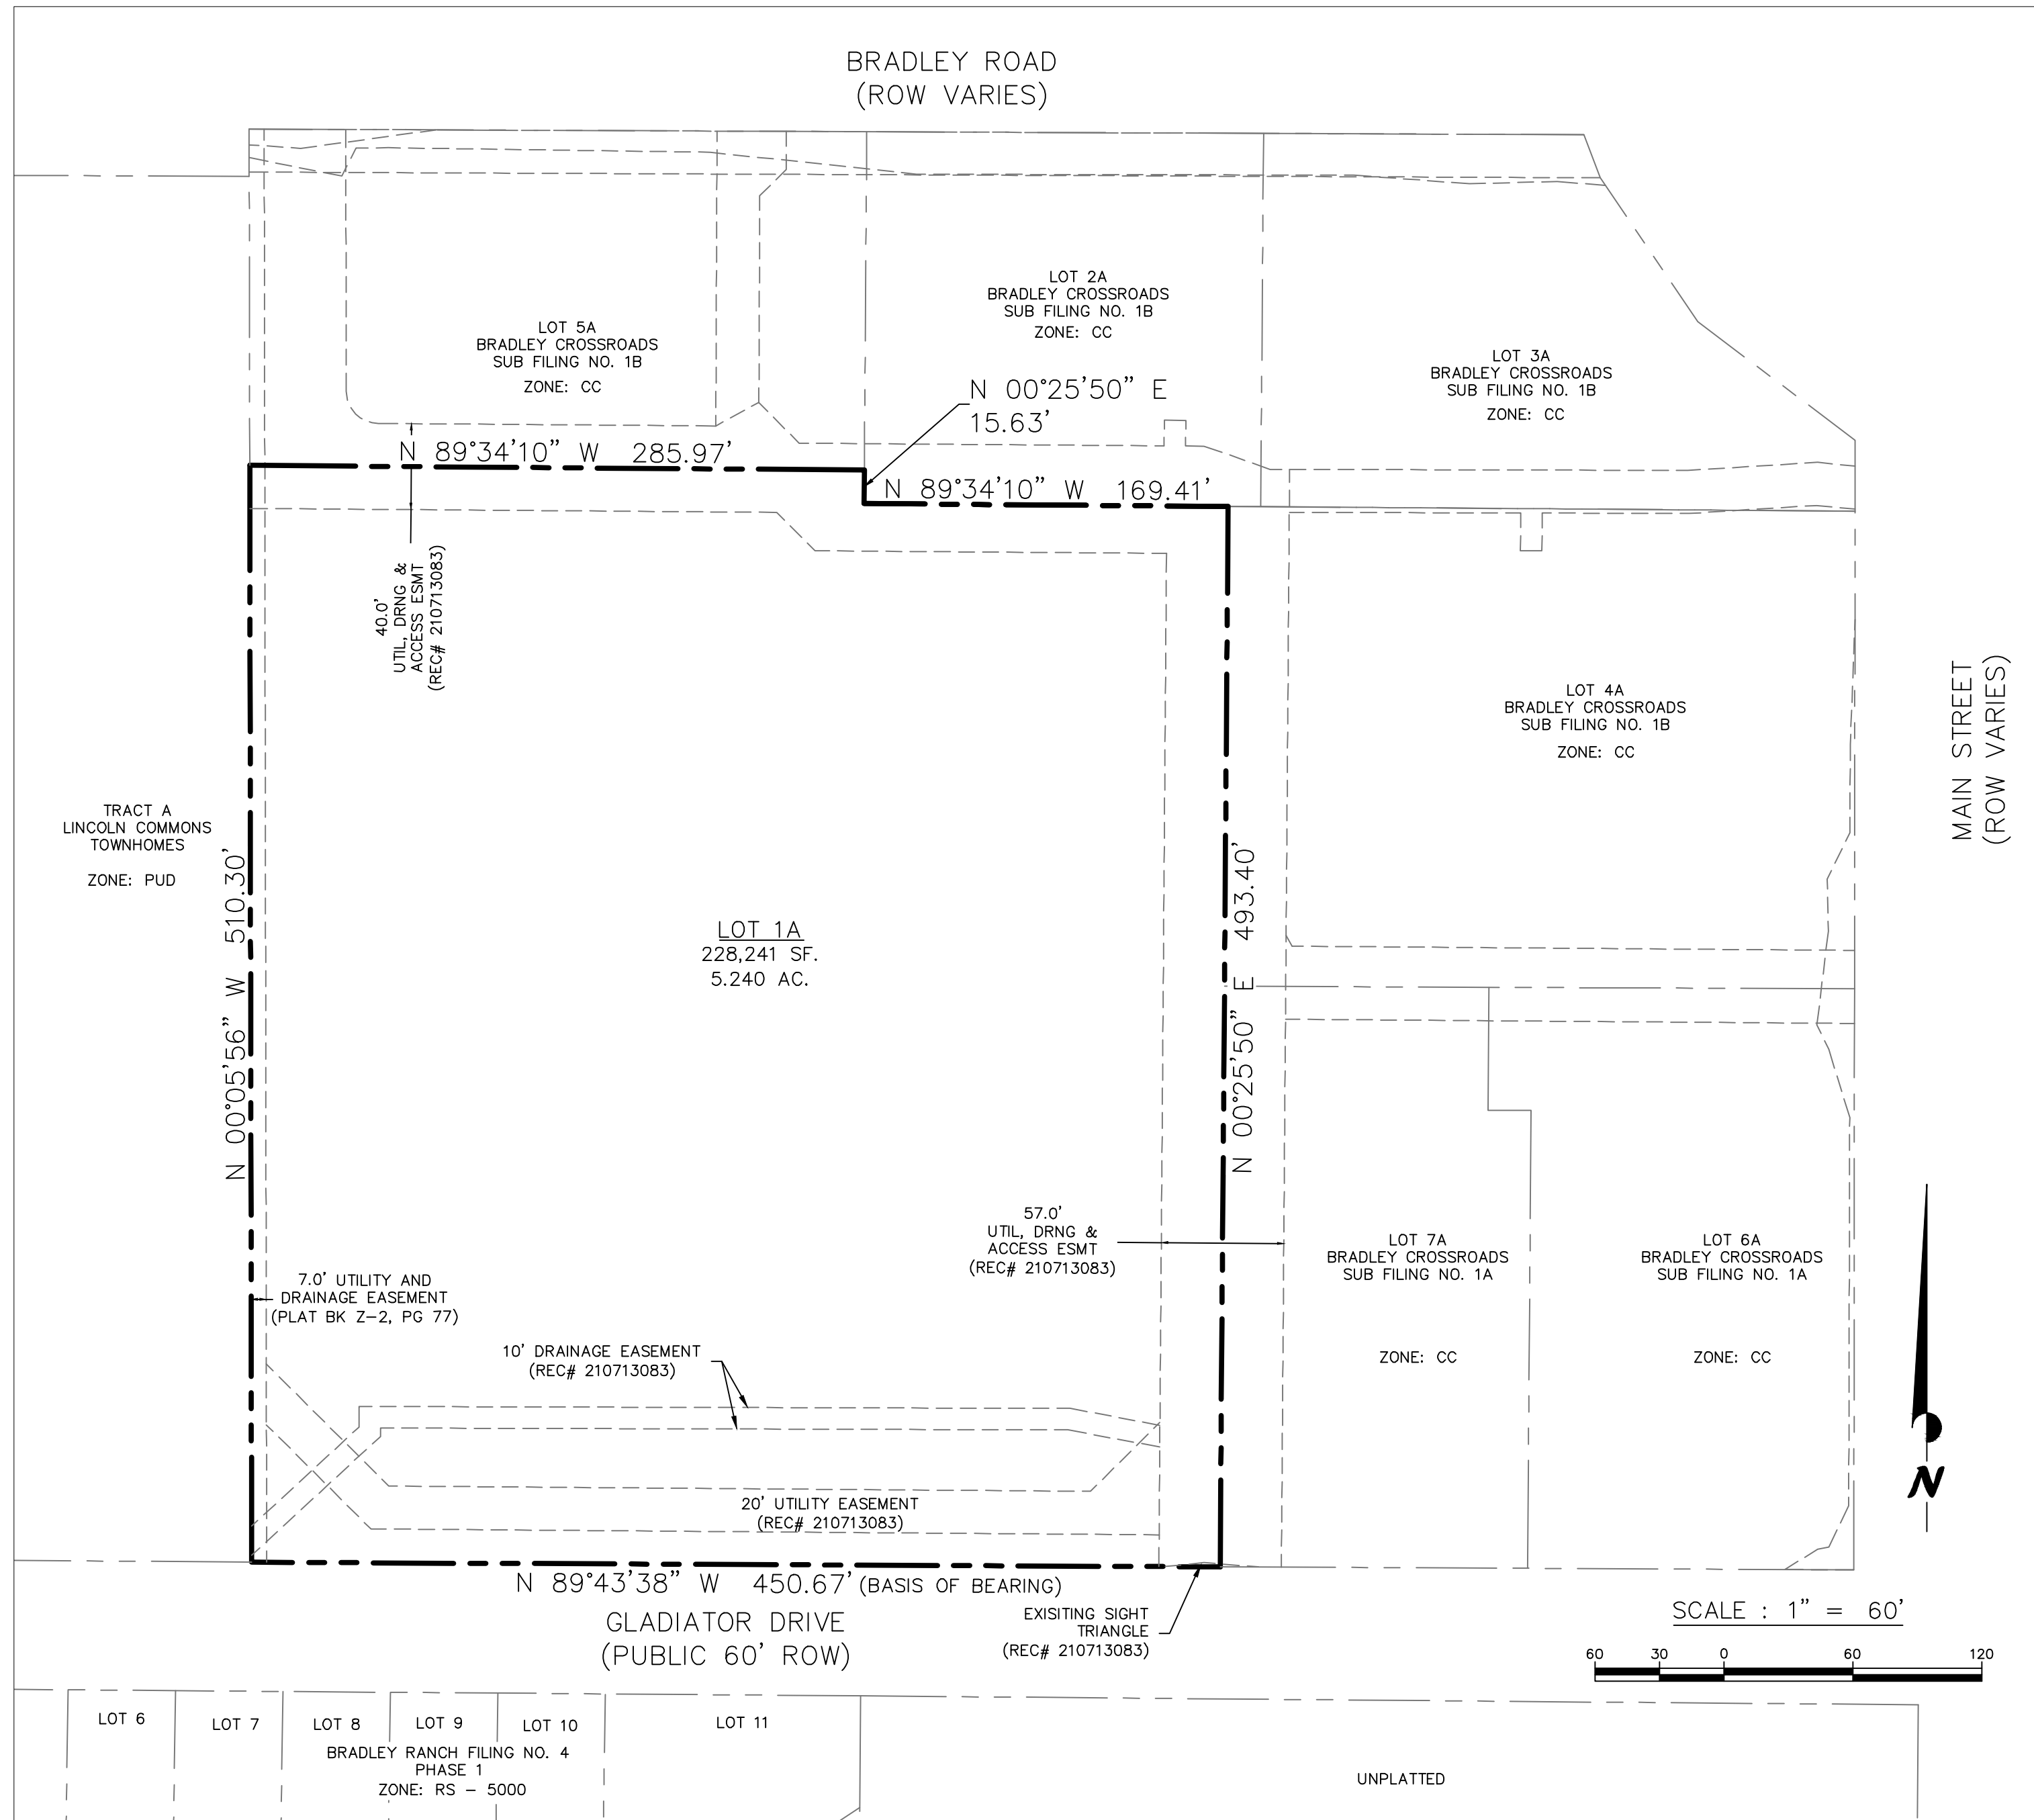 BRADLEY ROAD
(ROW VARIES)
LOT 2A
BRADLEY CROSSROADS
SUB FILING NO. 1B
ZONE: CC
LOT 5A
BRADLEY CROSSROADS
SUB FILING NO. 1B
ZONE: CC
LOT 3A
BRADLEY CROSSROADS
SUB FILING NO. 1B
ZONE: CC
N 00°25'50" E
15.63'
N 89°34'10" W 285.97'
N 89°34'10" W 169.41'
40.0'
UTIL, DRNG &
ACCESS ESMT
(REC# 210713083)
LOT 4A
BRADLEY CROSSROADS
SUB FILING NO. 1B
ZONE: CC
MAIN STREET
(ROW VARIES)
TRACT A
LINCOLN COMMONS
TOWNHOMES
ZONE: PUD
N 00°05'56" W 510.30'
LOT 1A
228,241 SF.
5.240 AC.
N 00°25'50" E 493.40'
57.0'
UTIL, DRNG &
ACCESS ESMT
(REC# 210713083)
LOT 7A
BRADLEY CROSSROADS
SUB FILING NO. 1A
ZONE: CC
LOT 6A
BRADLEY CROSSROADS
SUB FILING NO. 1A
ZONE: CC
7.0' UTILITY AND
DRAINAGE EASEMENT
(PLAT BK Z-2, PG 77)
10' DRAINAGE EASEMENT
(REC# 210713083)
N
20' UTILITY EASEMENT
(REC# 210713083)
N 89°43'38" W 450.67' (BASIS OF BEARING)
GLADIATOR DRIVE
(PUBLIC 60' ROW)
EXISITING SIGHT
TRIANGLE
(REC# 210713083)
SCALE : 1" = 60'
60 30 0 60 120
LOT 6 LOT 7 LOT 8 LOT 9 LOT 10 LOT 11
BRADLEY RANCH FILING NO. 4
PHASE 1
ZONE: RS - 5000
UNPLATTED